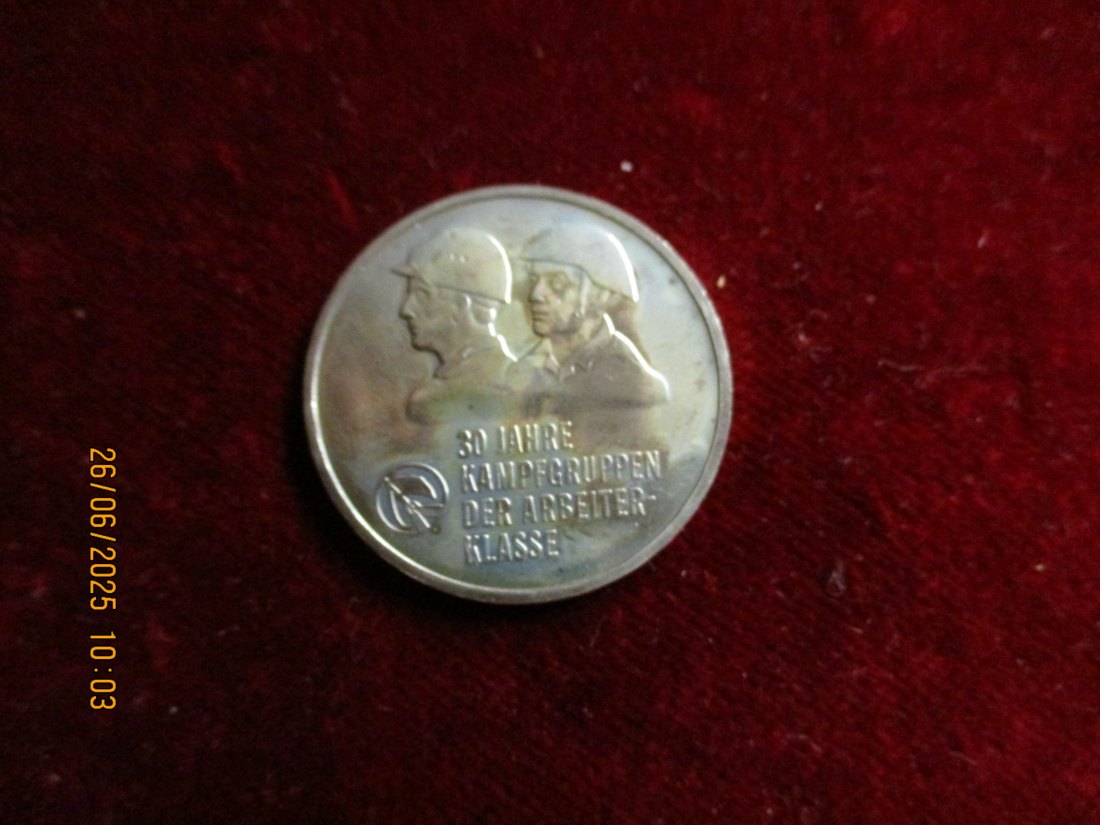 30 JAHRE
KAMPFGRUPPEN
DER ARBEITER-
KLASSE
26/06/2025 10:03